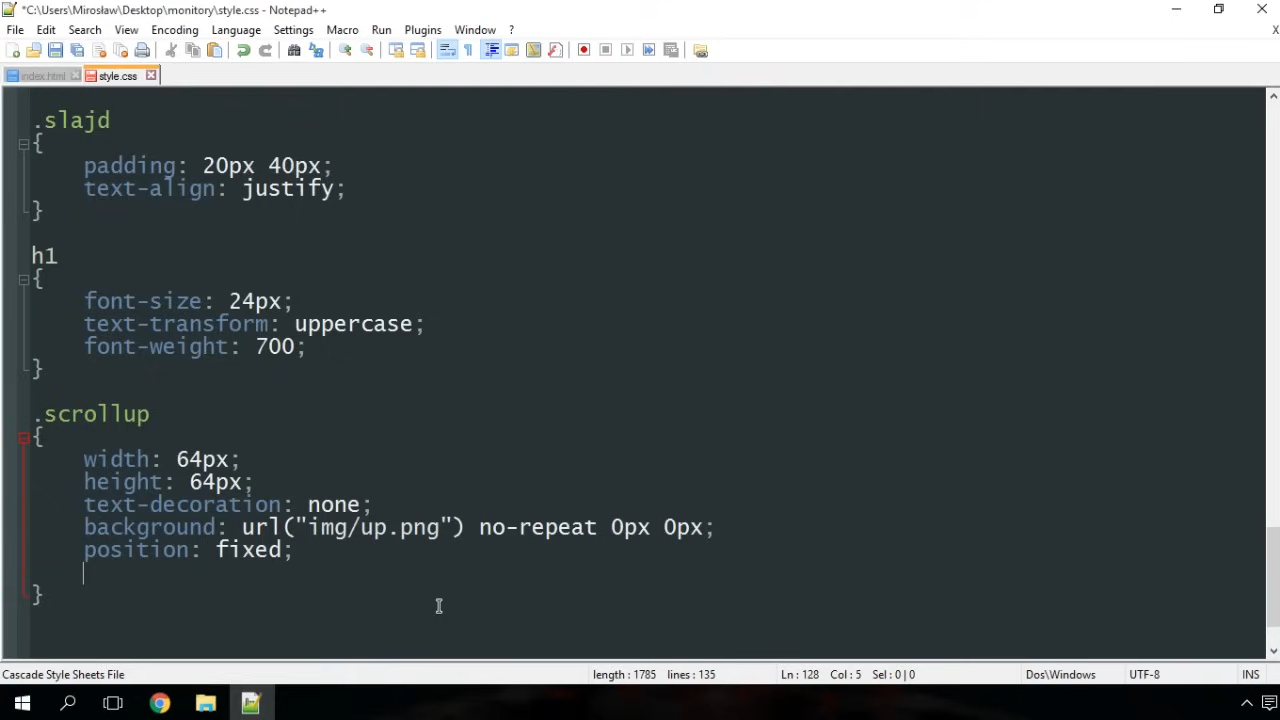 *C:\Users\Mirosław\Desktop\monitory\style.css - Notepad++
File Edit Search View Encoding Language Settings Macro Run Plugins Window ? X
index.html style.css
.slajd
{
padding: 20px 40px;
text-align: justify;
}
h1
{
font-size: 24px;
text-transform: uppercase;
font-weight: 700;
}
.scrollup
{
width: 64px;
height: 64px;
text-decoration: none;
background: url("img/up.png") no-repeat 0px 0px;
position: fixed;
}
Cascade Style Sheets File length : 1785 lines : 135 Ln : 128 Col : 5 Sel : 0 | 0 Dos\Windows UTF-8 INS